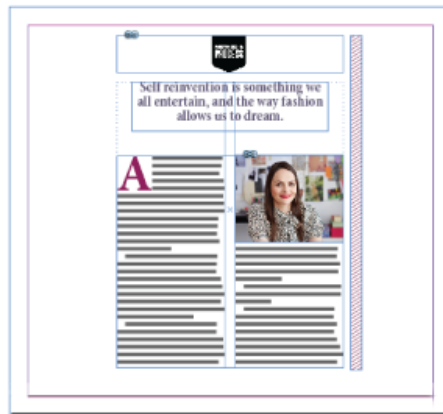 Self reinvention is something we
all entertain, and the way fashion
allows us to dream.
A